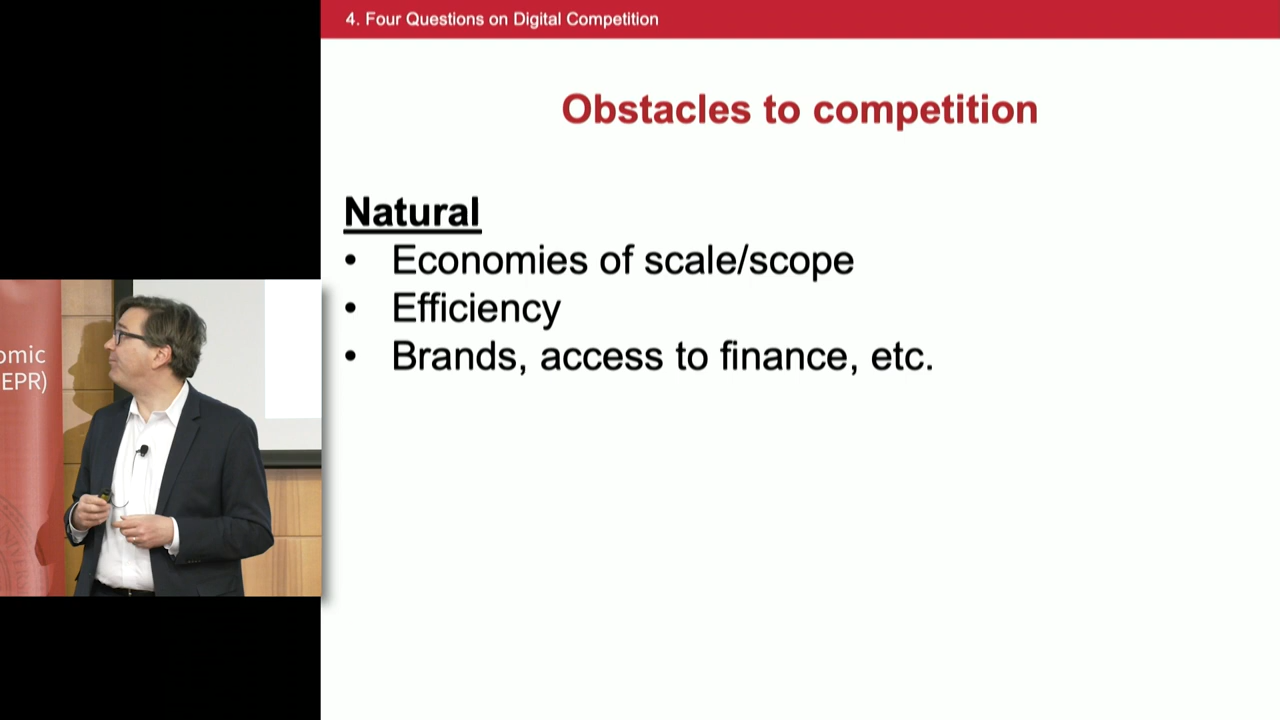 4. Four Questions on Digital Competition
Obstacles to competition
Natural
• Economies of scale/scope
• Efficiency
• Brands, access to finance, etc.
omic
EPR)